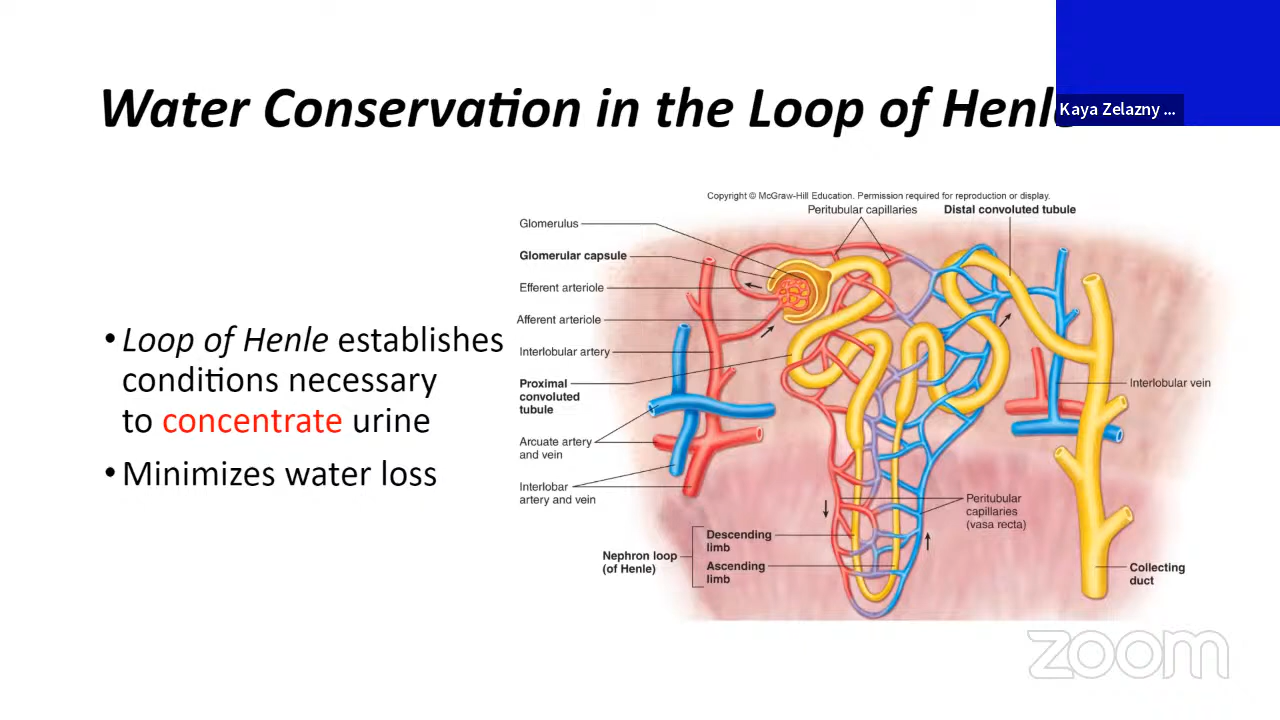 Water Conservation in the Loop of Henle
Kaya Zelazny ...
• Loop of Henle establishes
conditions necessary
to concentrate urine
• Minimizes water loss
Copyright © McGraw-Hill Education. Permission required for reproduction or display.
Peritubular capillaries
Distal convoluted tubule
Glomerulus
Glomerular capsule
Efferent arteriole
Afferent arteriole
Interlobular artery
Proximal
convoluted
tubule
Arcuate artery
and vein
Interlobar
artery and vein
Interlobular vein
Peritubular
capillaries
(vasa recta)
Nephron loop
(of Henle)
Descending
limb
Ascending
limb
Collecting
duct
zoom